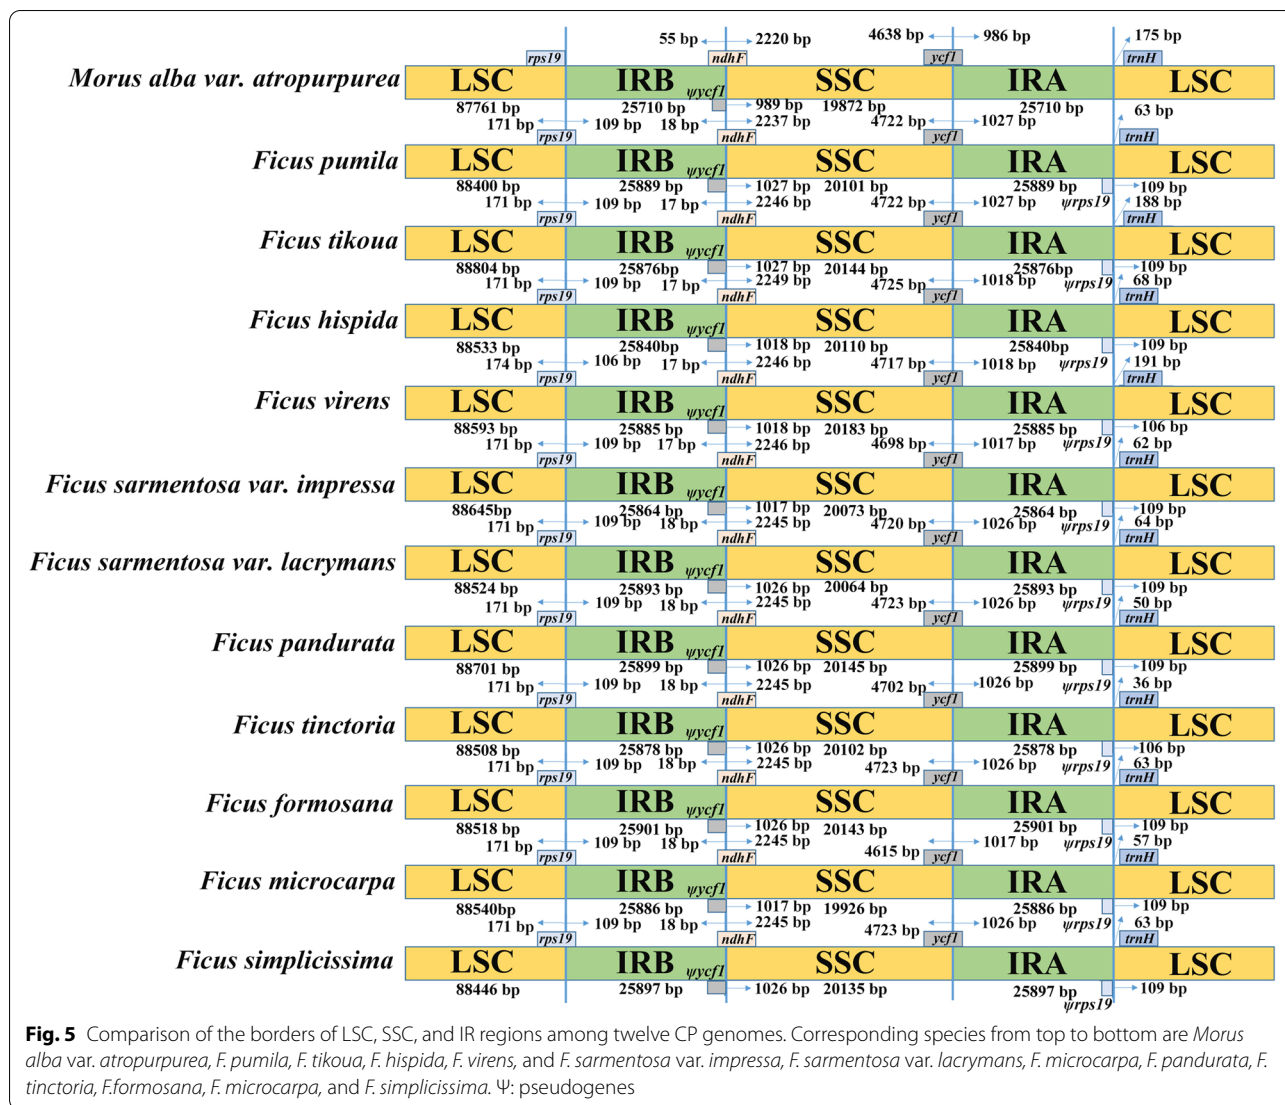 55 bp 2220 bp 4638 bp 986 bp 175 bp
rps19 ndhF ycf1 trnH
Morus alba var. atropurpurea LSC IRB ψycf1 SSC IRA LSC
87761 bp 25710 bp 989 bp 19872 bp 25710 bp 63 bp
171 bp 109 bp 18 bp 2237 bp 4722 bp 1027 bp
rps19 ndhF ycf1 trnH
Ficus pumila LSC IRB ψycf1 SSC IRA LSC
88400 bp 25889 bp 1027 bp 20101 bp 25889 bp 109 bp
171 bp 109 bp 17 bp 2246 bp 4722 bp 1027 bp ψrps19 188 bp
rps19 ndhF ycf1 trnH
Ficus tikoua LSC IRB ψycf1 SSC IRA LSC
88804 bp 25876bp 1027 bp 20144 bp 25876bp 109 bp
171 bp 109 bp 17 bp 2249 bp 4725 bp 1018 bp ψrps19 68 bp
rps19 ndhF ycf1 trnH
Ficus hispida LSC IRB ψycf1 SSC IRA LSC
88533 bp 25840bp 1018 bp 20110 bp 25840bp 109 bp
174 bp 106 bp 17 bp 2246 bp 4717 bp 1018 bp ψrps19 191 bp
rps19 ndhF ycf1 trnH
Ficus virens LSC IRB ψycf1 SSC IRA LSC
88593 bp 25885 bp 1018 bp 20183 bp 25885 bp 106 bp
171 bp 109 bp 17 bp 2246 bp 4698 bp 1017 bp ψrps19 62 bp
rps19 ndhF ycf1 trnH
Ficus sarmentosa var. impressa LSC IRB ψycf1 SSC IRA LSC
88645bp 25864 bp 1017 bp 20073 bp 25864 bp 109 bp
171 bp 109 bp 18 bp 2245 bp 4720 bp 1026 bp ψrps19 64 bp
rps19 ndhF ycf1 trnH
Ficus sarmentosa var. lacrymans LSC IRB ψycf1 SSC IRA LSC
88524 bp 25893 bp 1026 bp 20064 bp 25893 bp 109 bp
171 bp 109 bp 18 bp 2245 bp 4723 bp 1026 bp ψrps19 50 bp
rps19 ndhF ycf1 trnH
Ficus pandurata LSC IRB ψycf1 SSC IRA LSC
88701 bp 25899 bp 1026 bp 20145 bp 25899 bp 109 bp
171 bp 109 bp 18 bp 2245 bp 4702 bp 1026 bp ψrps19 36 bp
rps19 ndhF ycf1 trnH
Ficus tinctoria LSC IRB ψycf1 SSC IRA LSC
88508 bp 25878 bp 1026 bp 20102 bp 25878 bp 106 bp
171 bp 109 bp 18 bp 2245 bp 4723 bp 1026 bp ψrps19 63 bp
rps19 ndhF ycf1 trnH
Ficus formosana LSC IRB ψycf1 SSC IRA LSC
88518 bp 25901 bp 1026 bp 20143 bp 25901 bp 109 bp
171 bp 109 bp 18 bp 2245 bp 4615 bp 1017 bp ψrps19 57 bp
rps19 ndhF ycf1 trnH
Ficus microcarpa LSC IRB ψycf1 SSC IRA LSC
88540bp 25886 bp 1017 bp 19926 bp 25886 bp 109 bp
171 bp 109 bp 18 bp 2245 bp 4723 bp 1026 bp ψrps19 63 bp
rps19 ndhF ycf1 trnH
Ficus simplicissima LSC IRB ψycf1 SSC IRA LSC
88446 bp 25897 bp 1026 bp 20135 bp 25897 bp 109 bp
ψrps19
Fig. 5 Comparison of the borders of LSC, SSC, and IR regions among twelve CP genomes. Corresponding species from top to bottom are Morus
alba var. atropurpurea, F. pumila, F. tikoua, F. hispida, F. virens, and F. sarmentosa var. impressa, F. sarmentosa var. lacrymans, F. microcarpa, F. pandurata, F.
tinctoria, F.formosana, F. microcarpa, and F. simplicissima. Ψ: pseudogenes